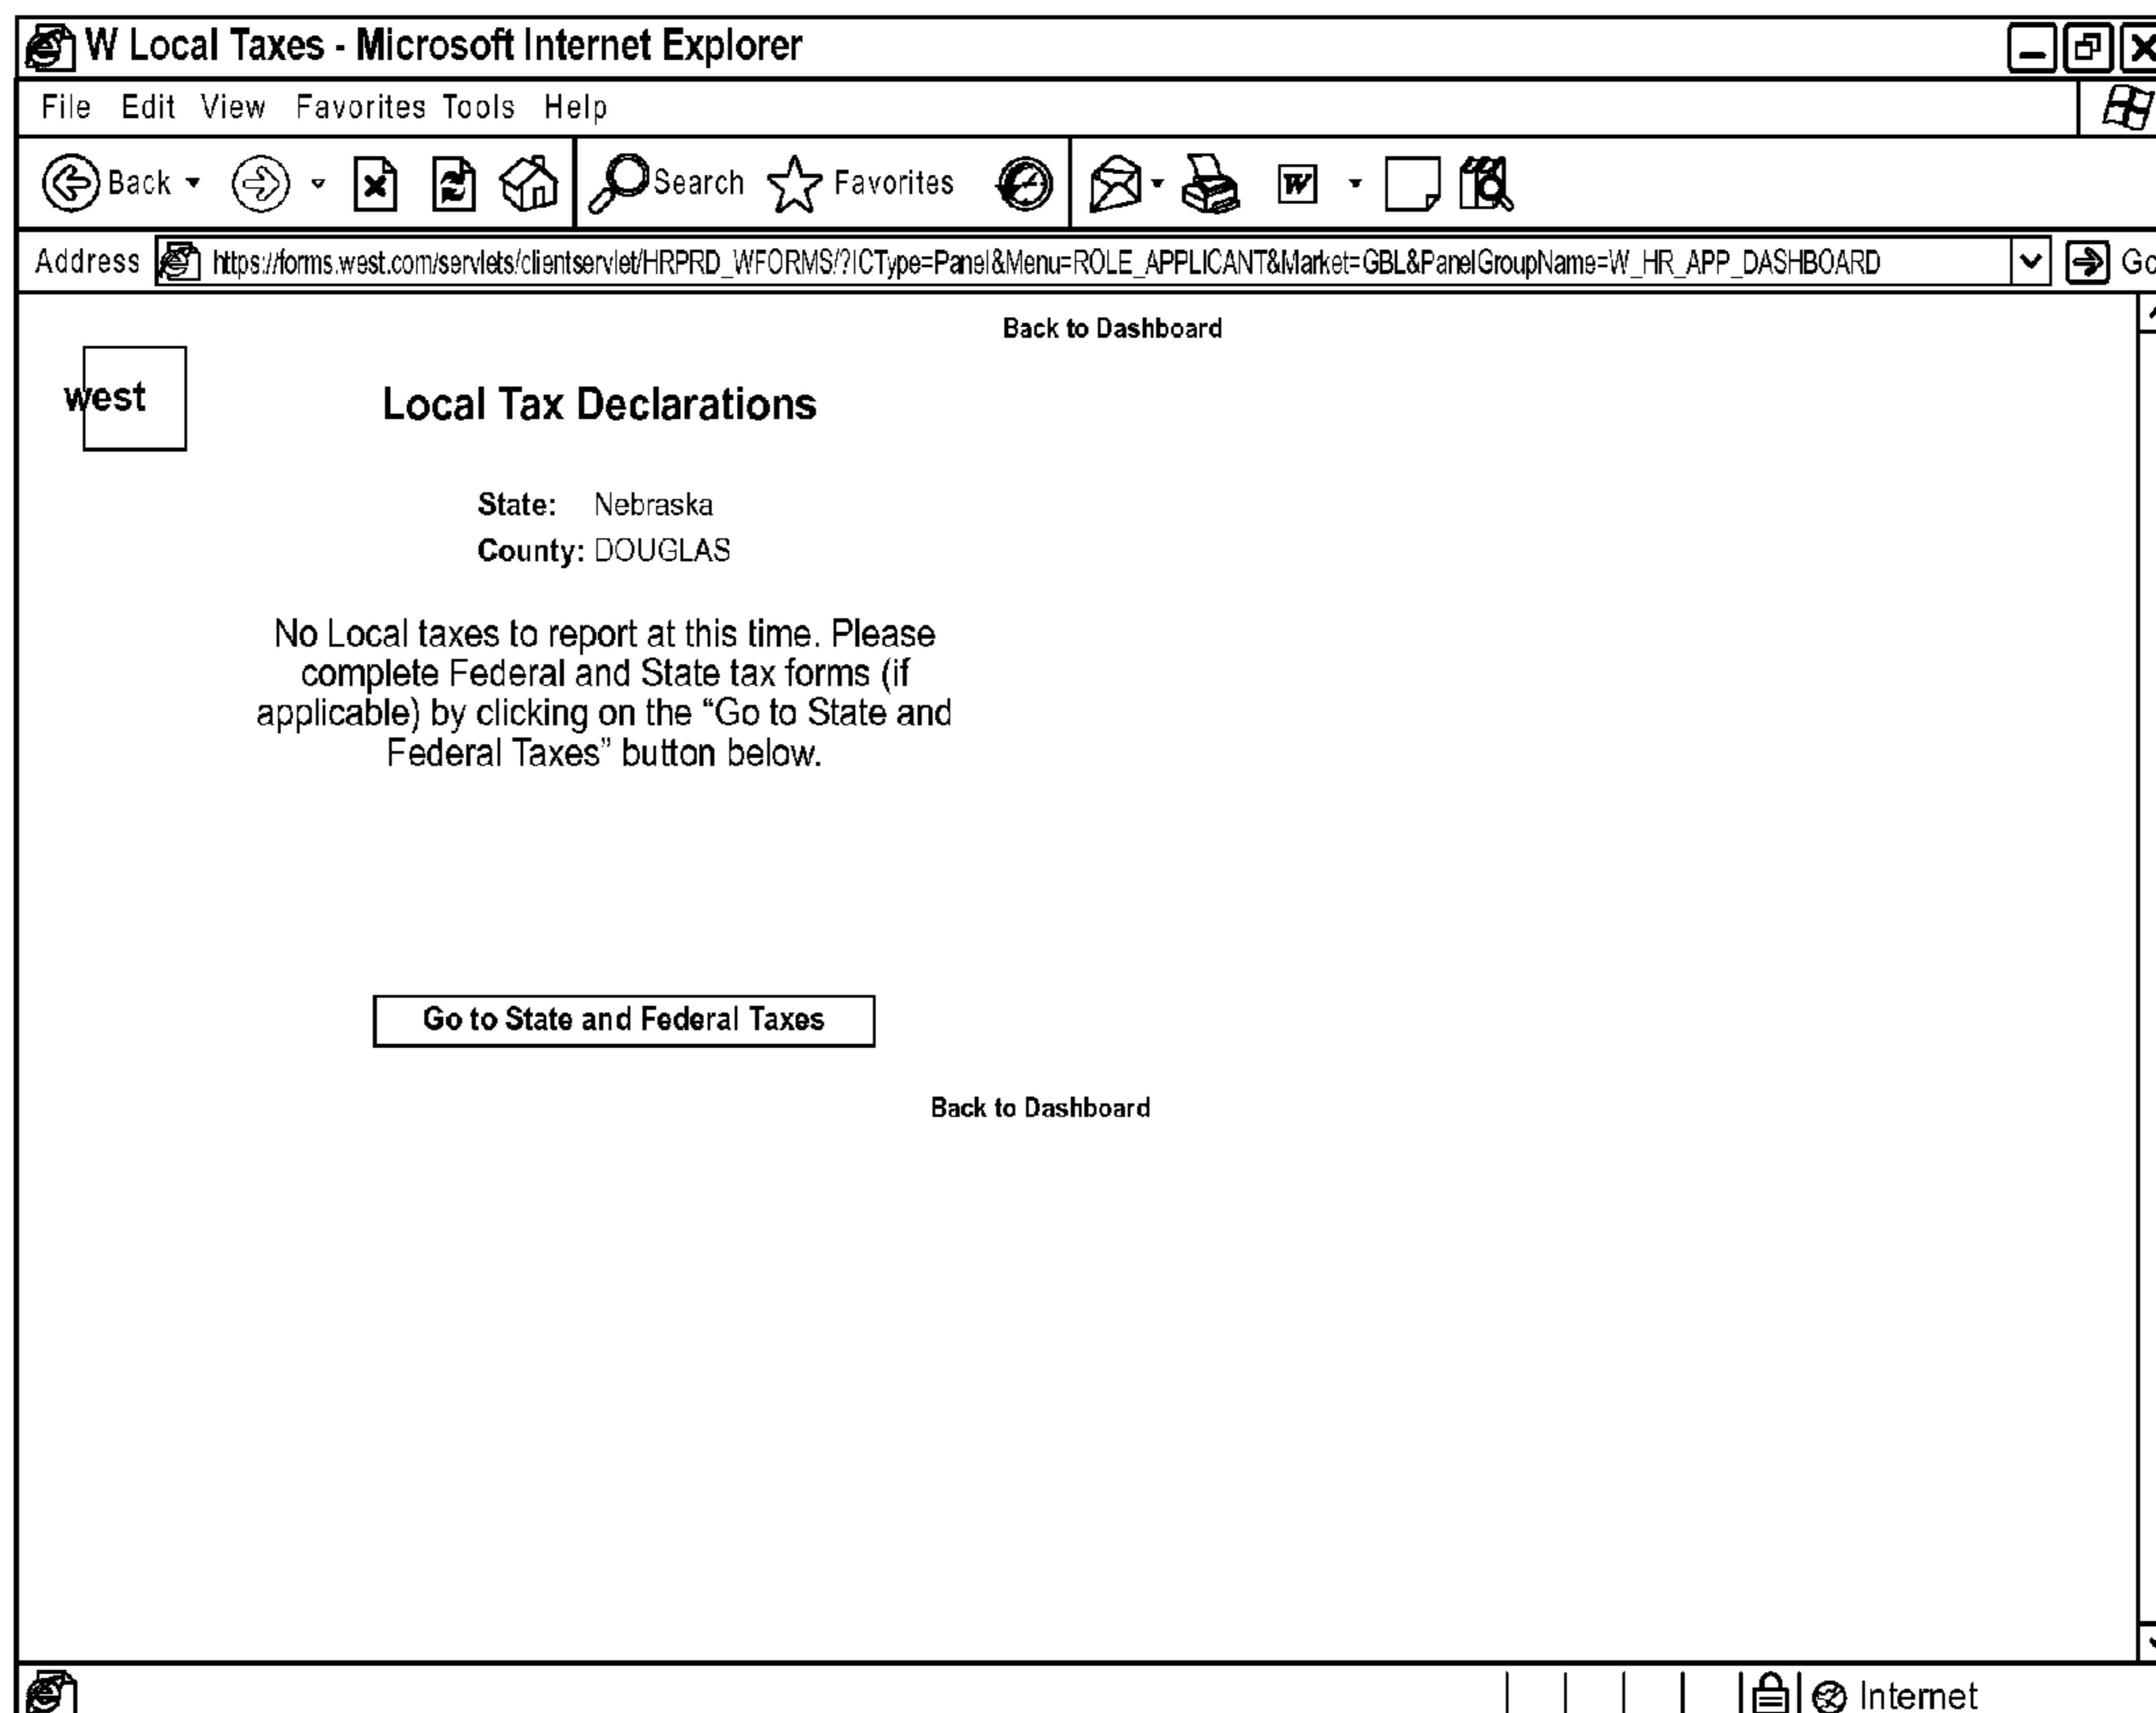 W Local Taxes - Microsoft Internet Explorer
File Edit View Favorites Tools Help
Back Search Favorites W
Address https://forms.west.com/servlets/clientservlet/HRPRD_WFORMS/?ICType=Panel&Menu=ROLE_APPLICANT&Market=GBL&PanelGroupName=W_HR_APP_DASHBOARD Go
Back to Dashboard
west
Local Tax Declarations
State: Nebraska
County: DOUGLAS
No Local taxes to report at this time. Please
complete Federal and State tax forms (if
applicable) by clicking on the “Go to State and
Federal Taxes” button below.
Go to State and Federal Taxes
Back to Dashboard
Internet